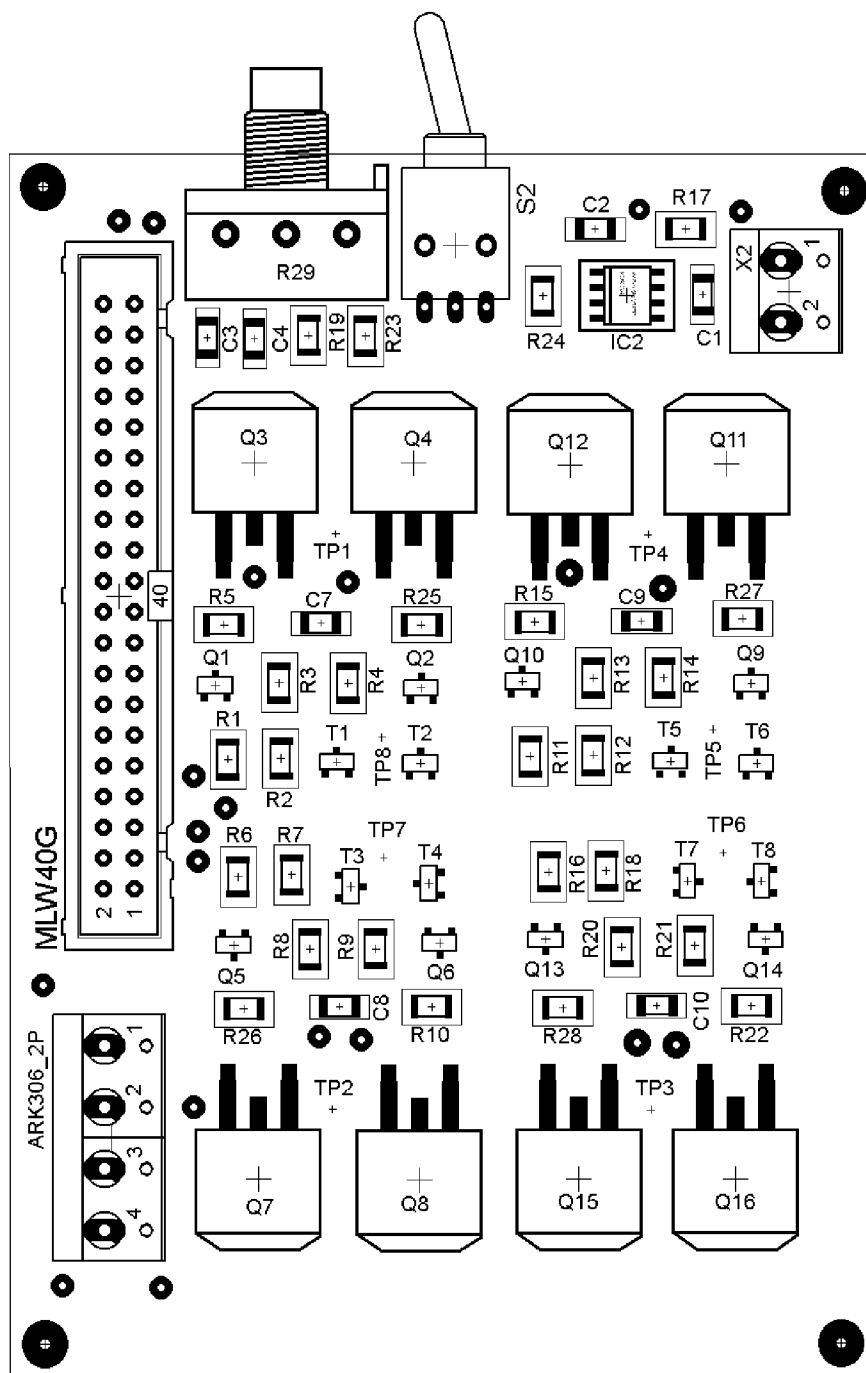 S2
C2
R17
X2
1
2
R29
R24
IC2
C1
C3
C4
R19
R23
Q3
Q4
Q12
Q11
TP1
TP4
40
R5
C7
R25
R15
C9
R27
Q1
R3
R4
Q2
Q10
R13
R14
Q9
R1
R2
T1
TP8
T2
R11
R12
T5
TP5
T6
MLW40G
2
1
R6
R7
TP7
T3
T4
R16
R18
TP6
T7
T8
Q5
R8
R9
Q6
Q13
R20
R21
Q14
R26
C8
R10
R28
C10
R22
ARK306_2P
1
2
3
4
TP2
TP3
Q7
Q8
Q15
Q16